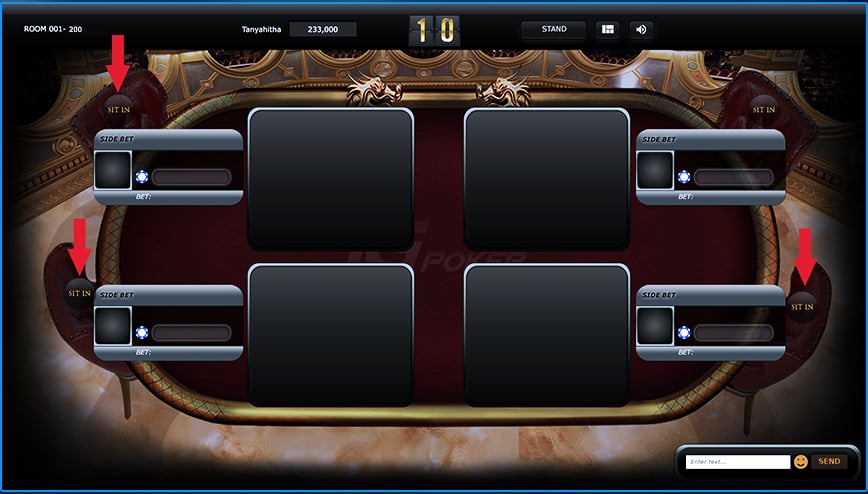 ROOM 001- 200
Tanyahitha 233,000
10
STAND
SIT IN
SIT IN
SIDE BET
SIDE BET
BET:
BET:
POKER
SIT IN
SIT IN
SIDE BET
SIDE BET
BET:
BET:
Enter text...
SEND